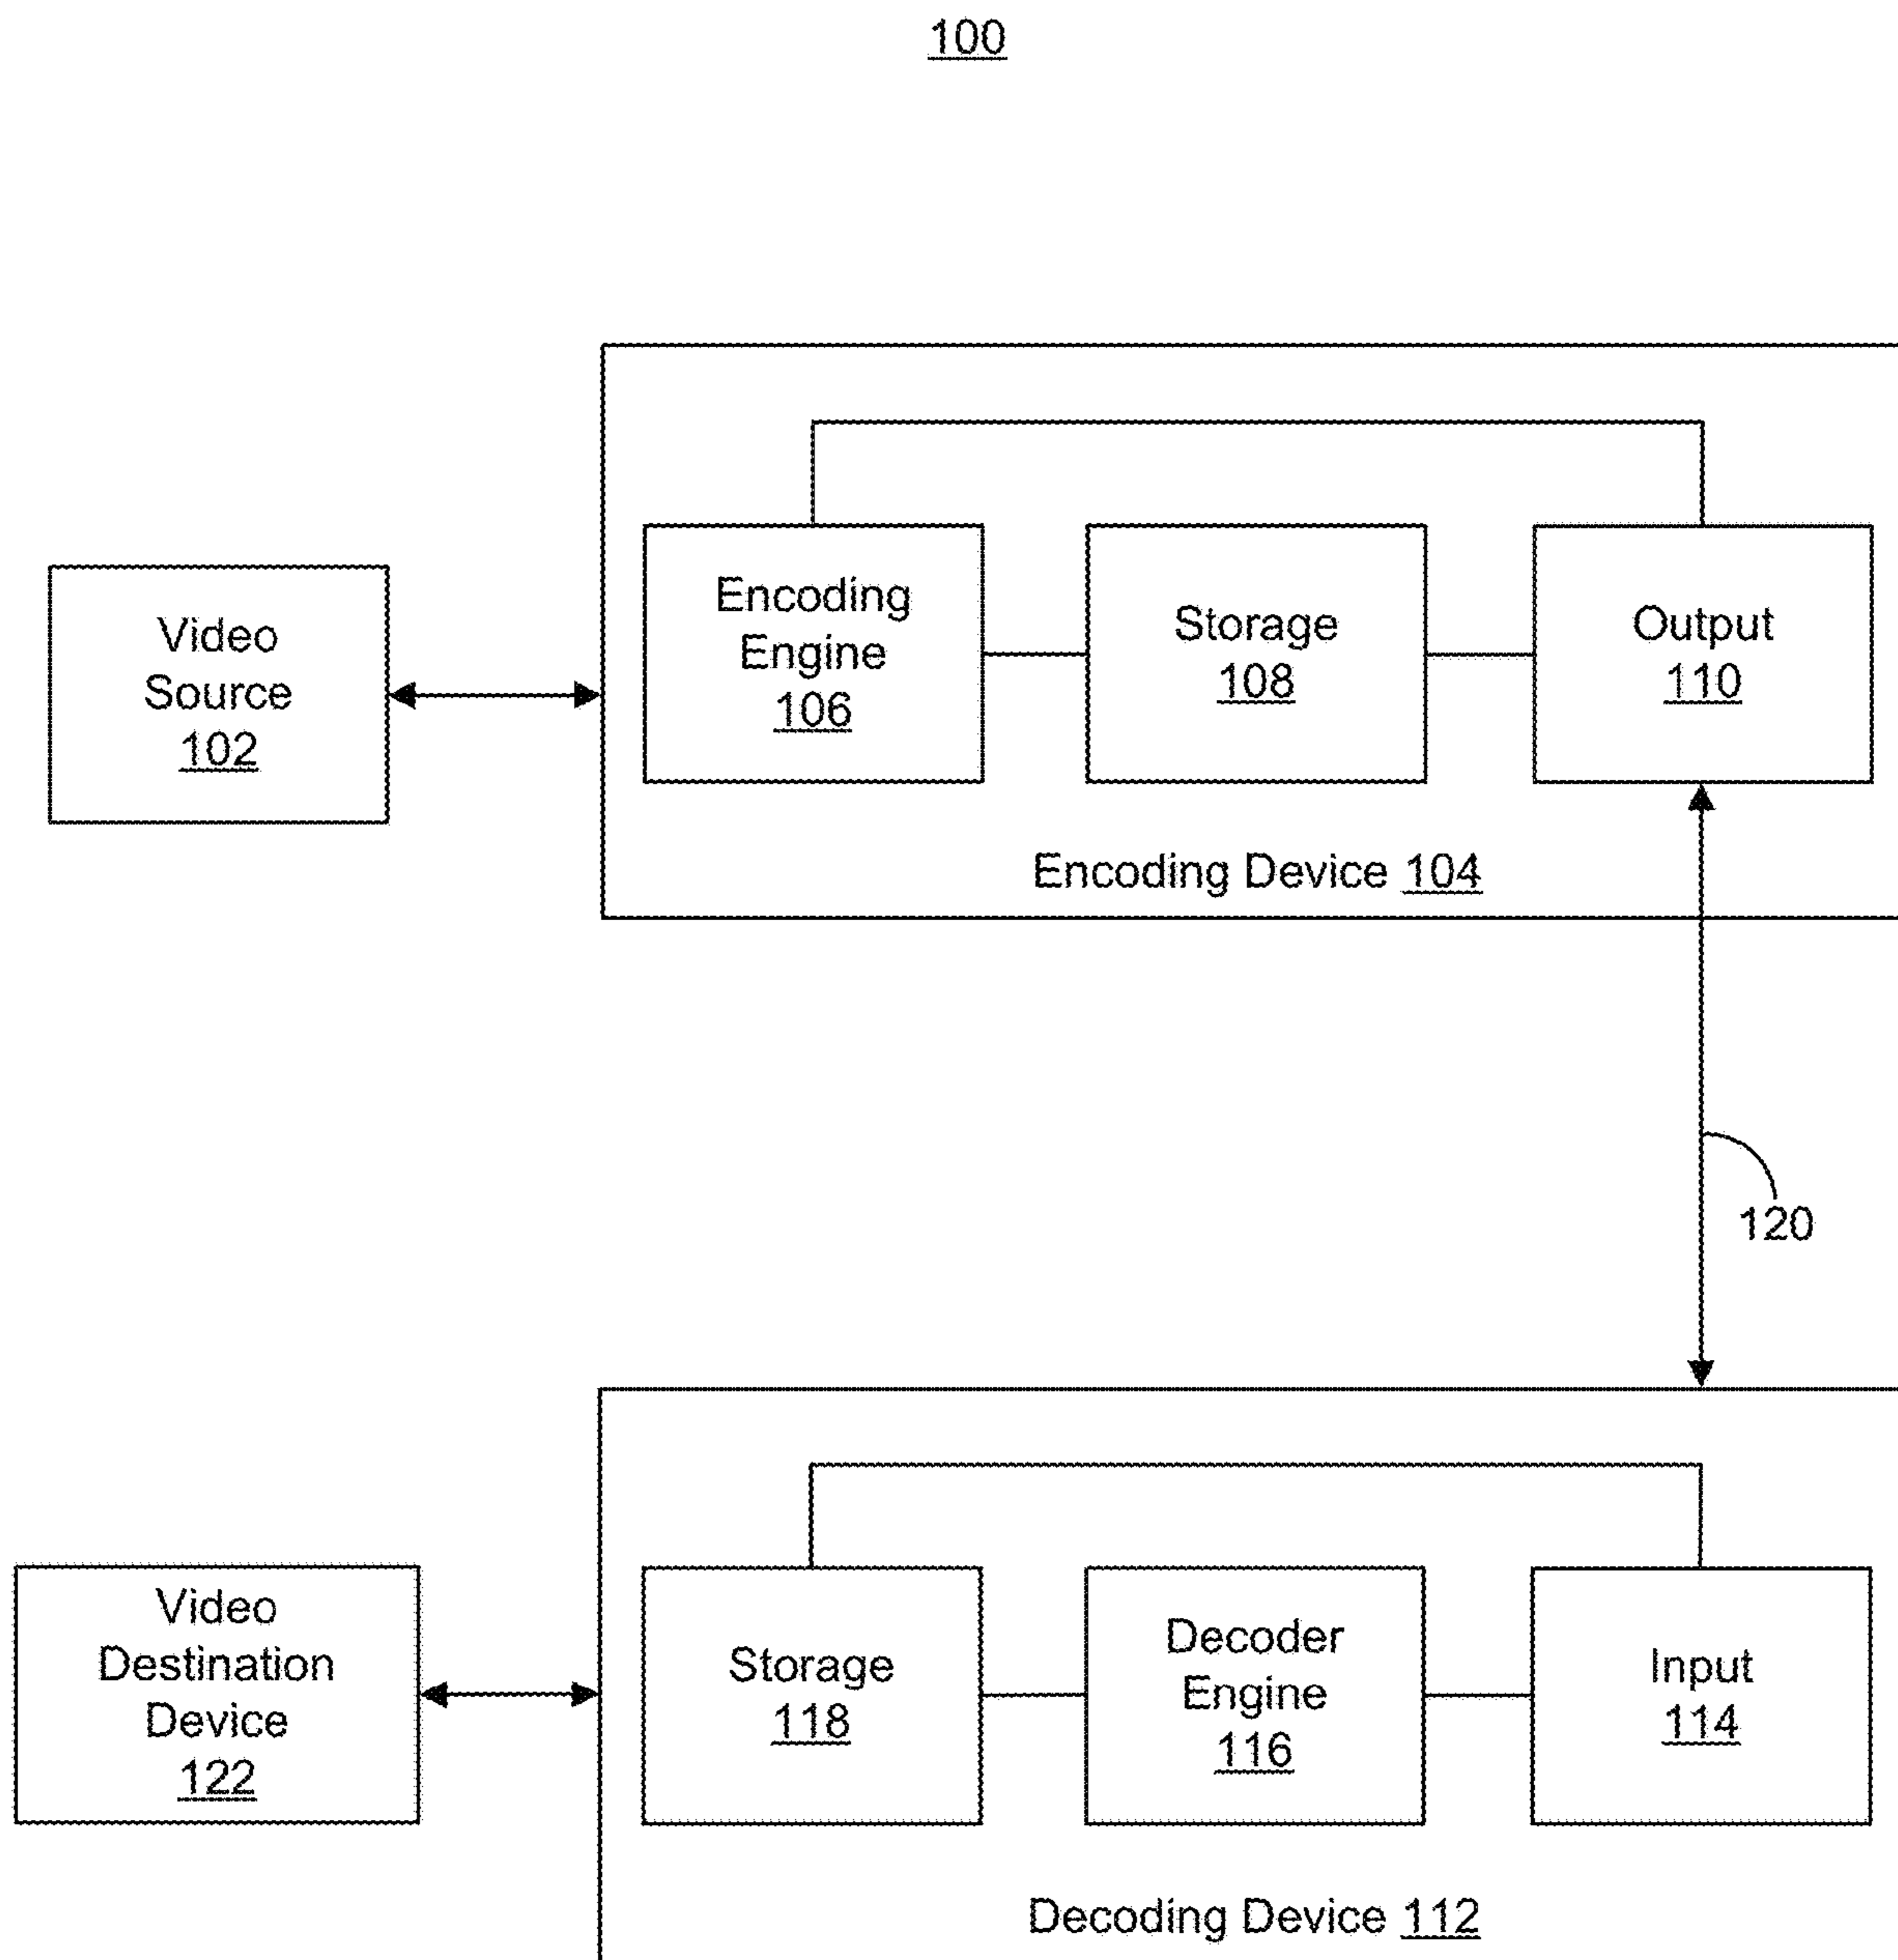 100
Video
Source
102
Encoding
Engine
106
Storage
108
Output
110
Encoding Device 104
120
Video
Destination
Device
122
Storage
118
Decoder
Engine
116
Input
114
Decoding Device 112